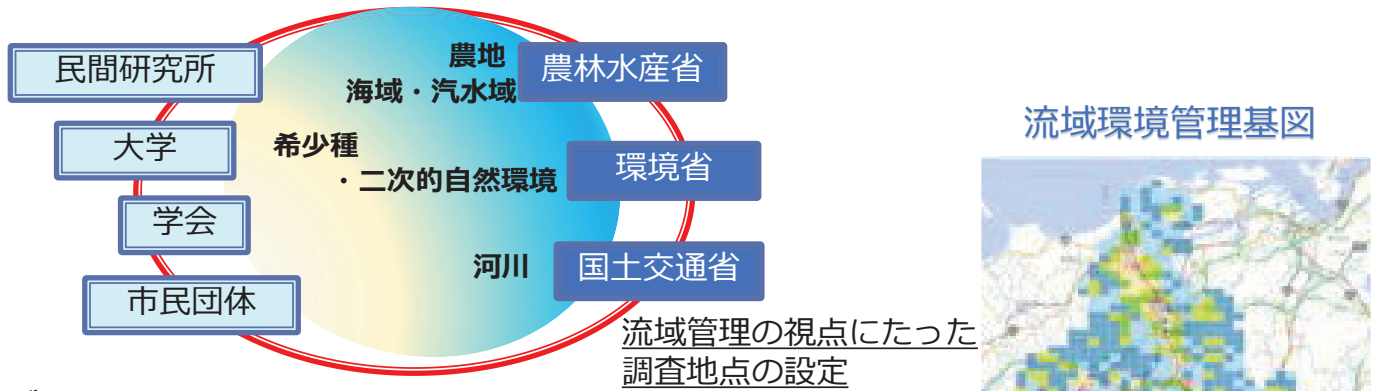 民間研究所
大学
学会
市民団体
農地
海域・汽水域
希少種
・二次的自然環境
河川
農林水産省
環境省
国土交通省
流域管理の視点にたった
調査地点の設定
流域環境管理基図